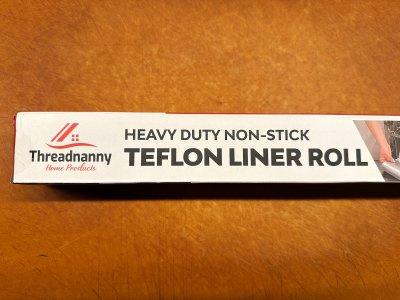 Threadnanny
Home Products
HEAVY DUTY NON-STICK
TEFLON LINER ROLL